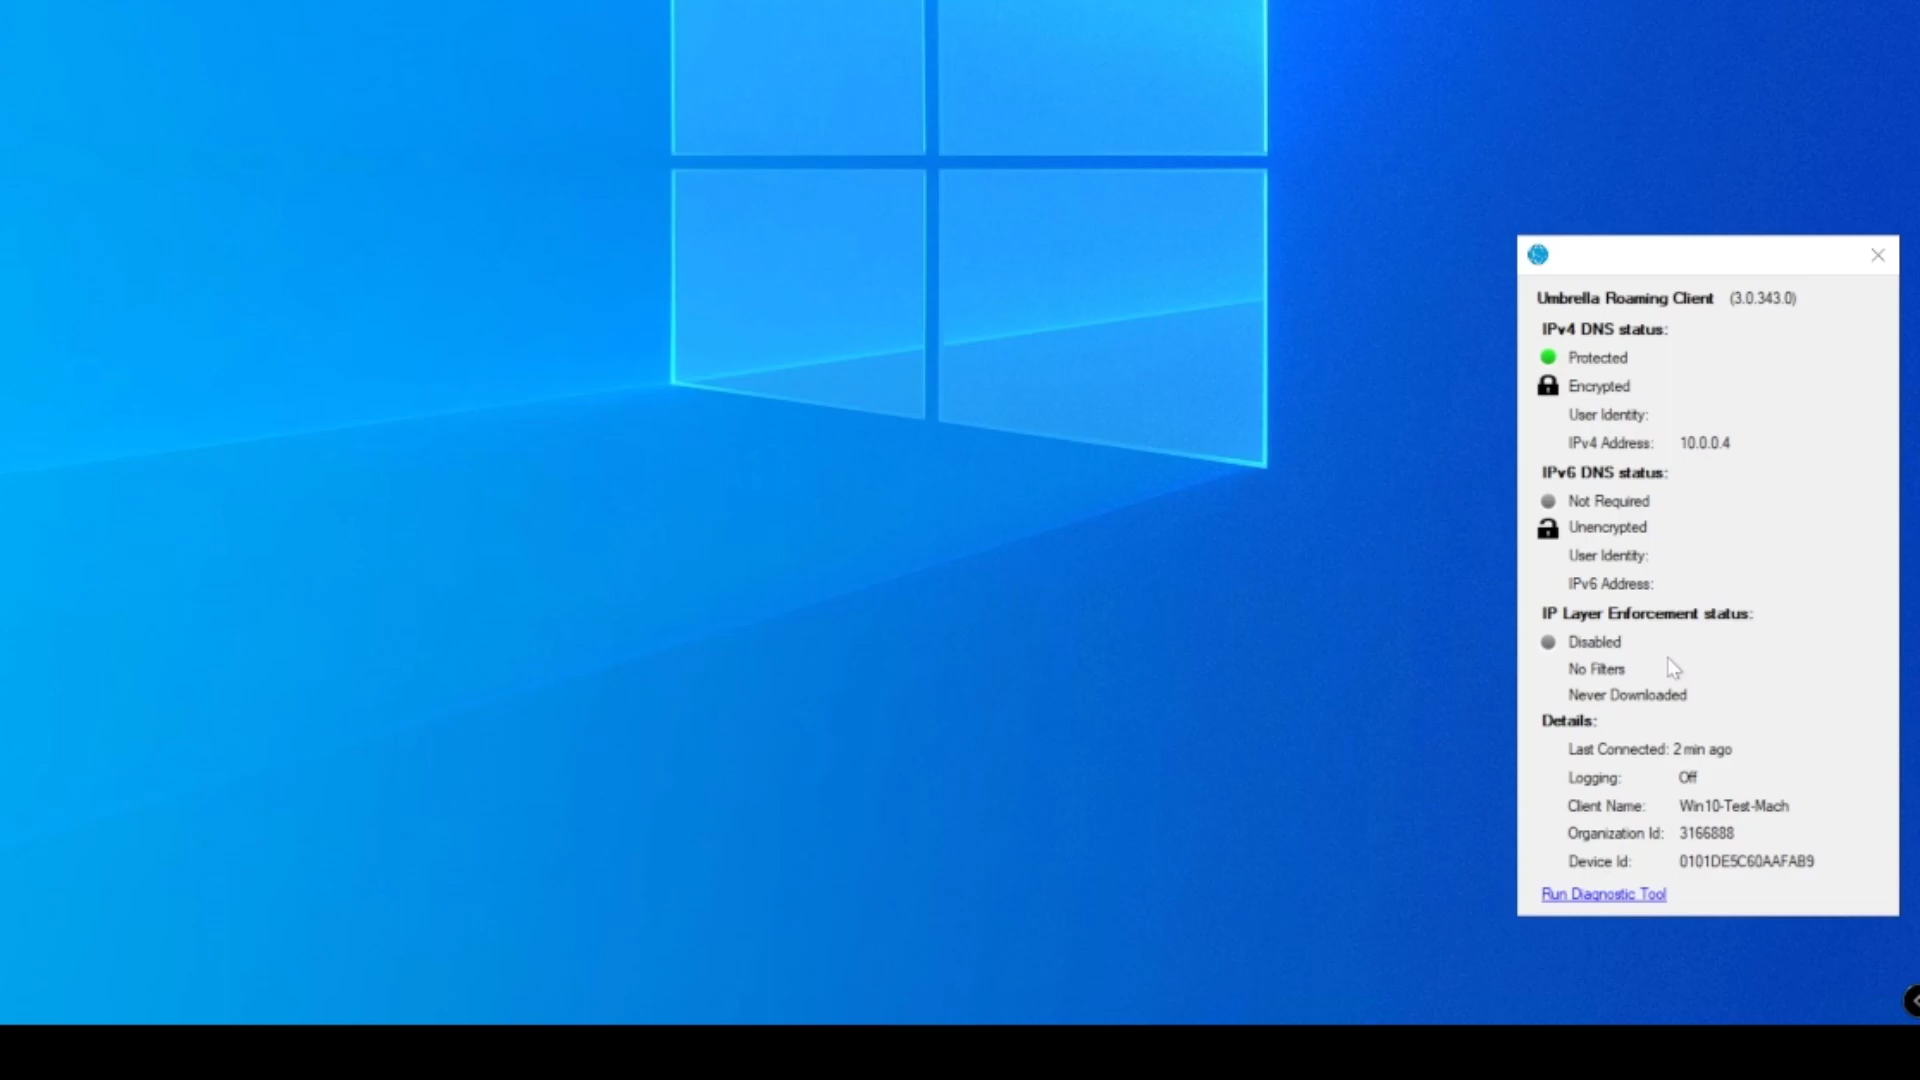 Umbrella Roaming Client (3.0.343.0)
IPv4 DNS status:
Protected
Encrypted
User Identity:
IPv4 Address: 10.0.0.4
IPv6 DNS status:
Not Required
Unencrypted
User Identity:
IPv6 Address:
IP Layer Enforcement status:
Disabled
No Filters
Never Downloaded
Details:
Last Connected: 2 min ago
Logging: Off
Client Name: Win10-Test-Mach
Organization Id: 3166888
Device Id: 0101DE5C60AAFAB9
Run Diagnostic Tool